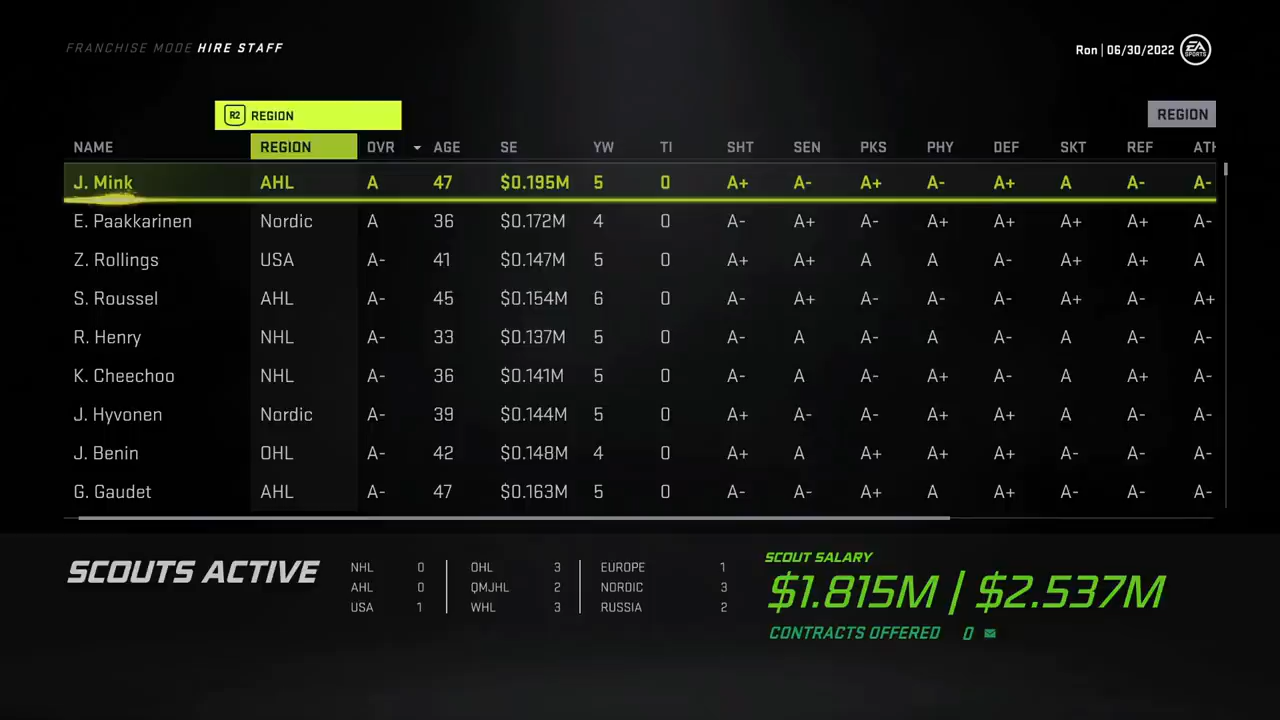 FRANCHISE MODE HIRE STAFF
Ron | 06/30/2022 EA SPORTS
R2 REGION
REGION
NAME REGION OVR AGE SE YW TI SHT SEN PKS PHY DEF SKT REF ATH
J. Mink AHL A 47 $0.195M 5 0 A+ A- A+ A- A+ A A- A-
E. Paakkarinen Nordic A 36 $0.172M 4 0 A- A+ A- A+ A+ A+ A+ A-
Z. Rollings USA A- 41 $0.147M 5 0 A+ A+ A A A- A+ A+ A
S. Roussel AHL A- 45 $0.154M 6 0 A- A+ A- A- A- A+ A- A+
R. Henry NHL A- 33 $0.137M 5 0 A- A A- A- A- A A- A-
K. Cheechoo NHL A- 36 $0.141M 5 0 A- A A- A+ A- A A+ A-
J. Hyvonen Nordic A- 39 $0.144M 5 0 A+ A- A- A+ A+ A A- A-
J. Benin OHL A- 42 $0.148M 4 0 A+ A A+ A+ A+ A- A- A-
G. Gaudet AHL A- 47 $0.163M 5 0 A- A- A+ A A+ A- A- A-
SCOUTS ACTIVE
NHL 0 OHL 3 EUROPE 1
AHL 0 QMJHL 2 NORDIC 3
USA 1 WHL 3 RUSSIA 2
SCOUT SALARY
$1.815M | $2.537M
CONTRACTS OFFERED 0